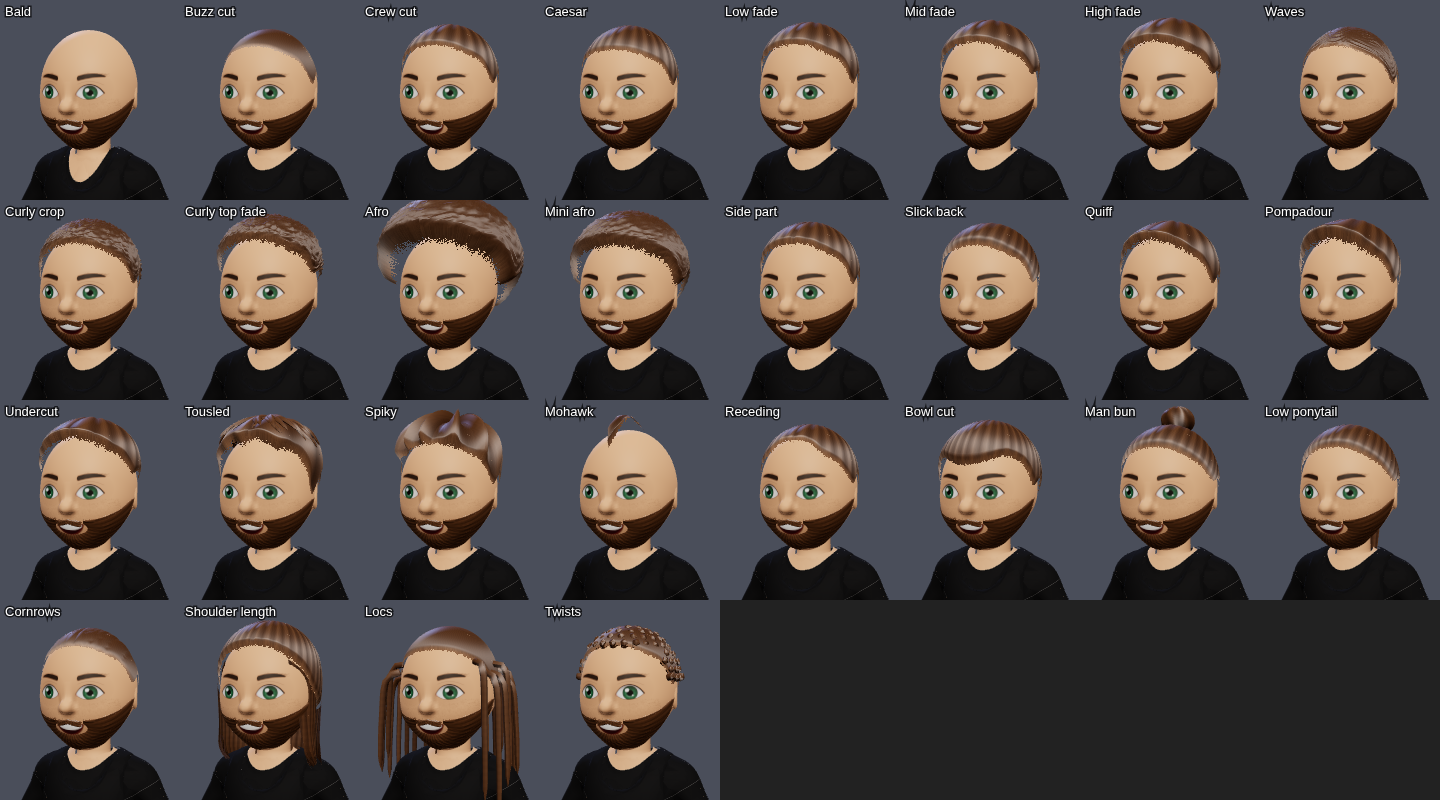 Bald
Buzz cut
Crew cut
Caesar
Low fade
Mid fade
High fade
Waves
Curly crop
Curly top fade
Afro
Mini afro
Side part
Slick back
Quiff
Pompadour
Undercut
Tousled
Spiky
Mohawk
Receding
Bowl cut
Man bun
Low ponytail
Cornrows
Shoulder length
Locs
Twists